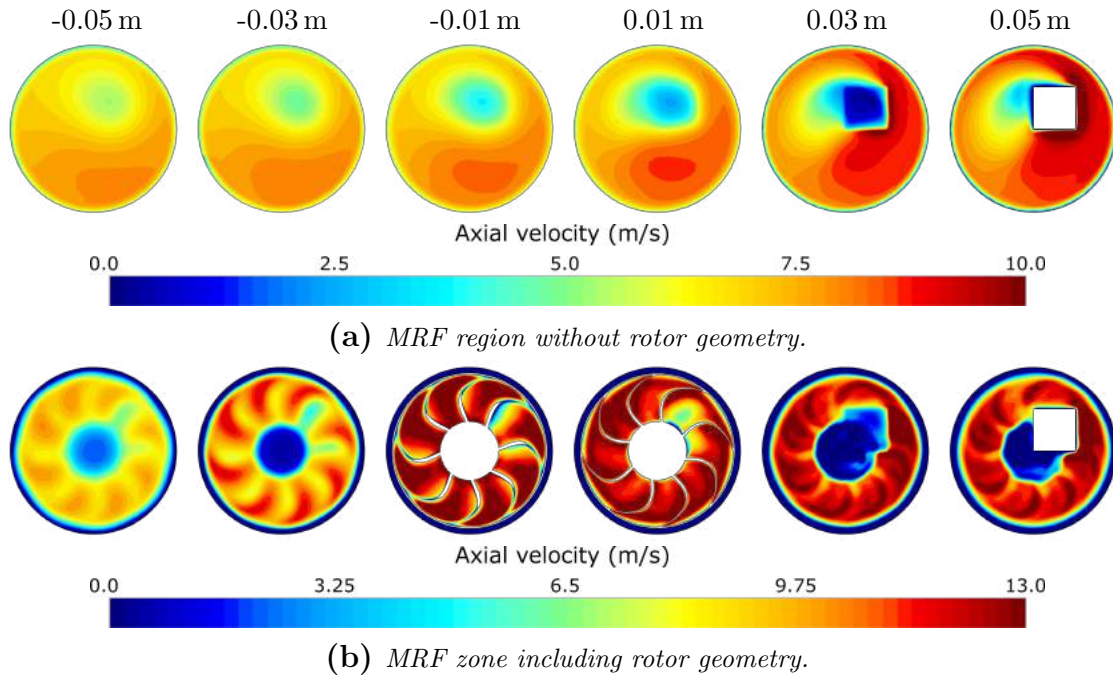 -0.05 m -0.03 m -0.01 m 0.01 m 0.03 m 0.05 m
Axial velocity (m/s)
0.0 2.5 5.0 7.5 10.0
(a) MRF region without rotor geometry.
Axial velocity (m/s)
0.0 3.25 6.5 9.75 13.0
(b) MRF zone including rotor geometry.